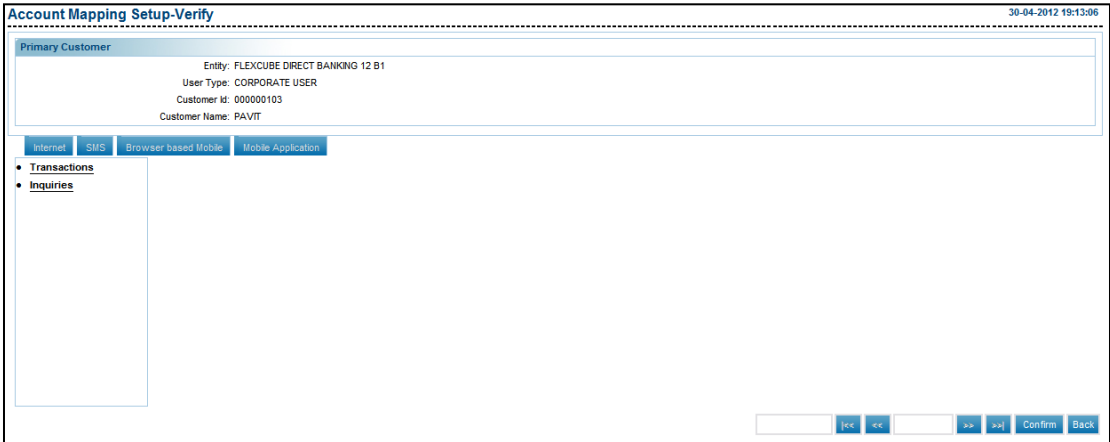 Account Mapping Setup-Verify 30-04-2012 19:13:06
Primary Customer
Entity: FLEXCUBE DIRECT BANKING 12 B1
User Type: CORPORATE USER
Customer Id: 000000103
Customer Name: PAVIT
Internet SMS Browser based Mobile Mobile Application
• Transactions
• Inquiries
|<< << >> >>| Confirm Back